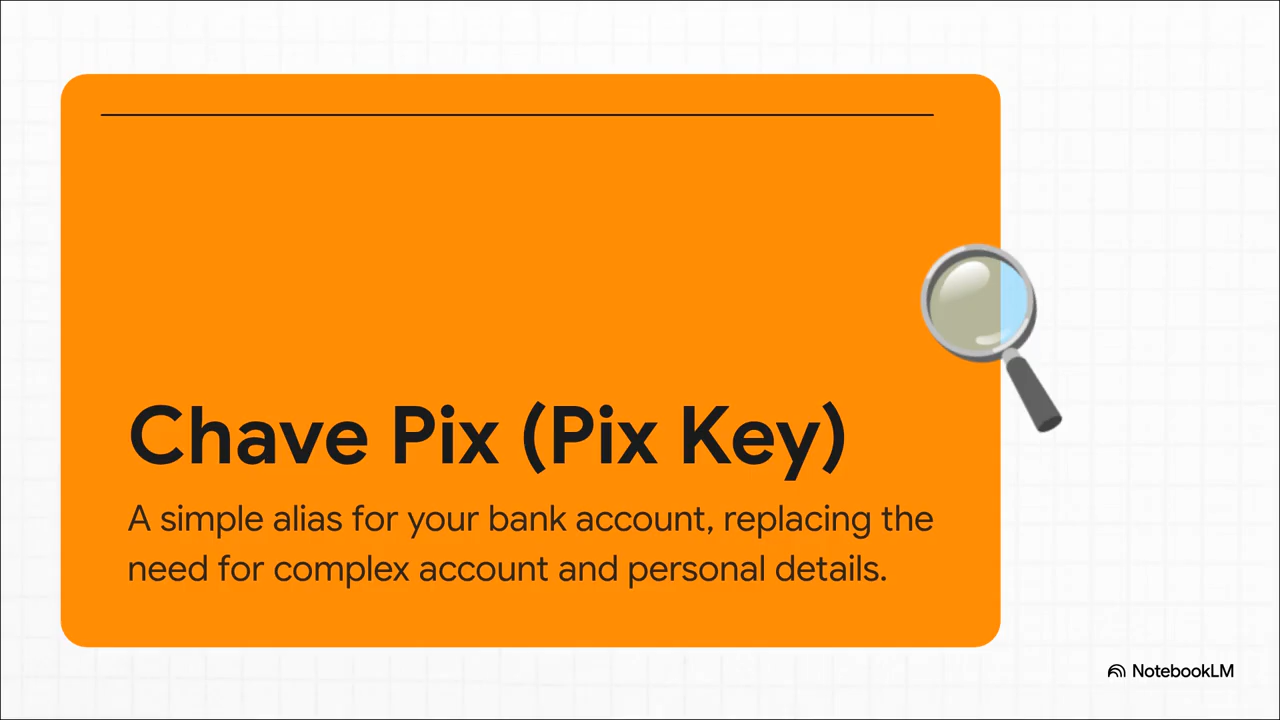 Chave Pix (Pix Key)
A simple alias for your bank account, replacing the
need for complex account and personal details.
NotebookLM